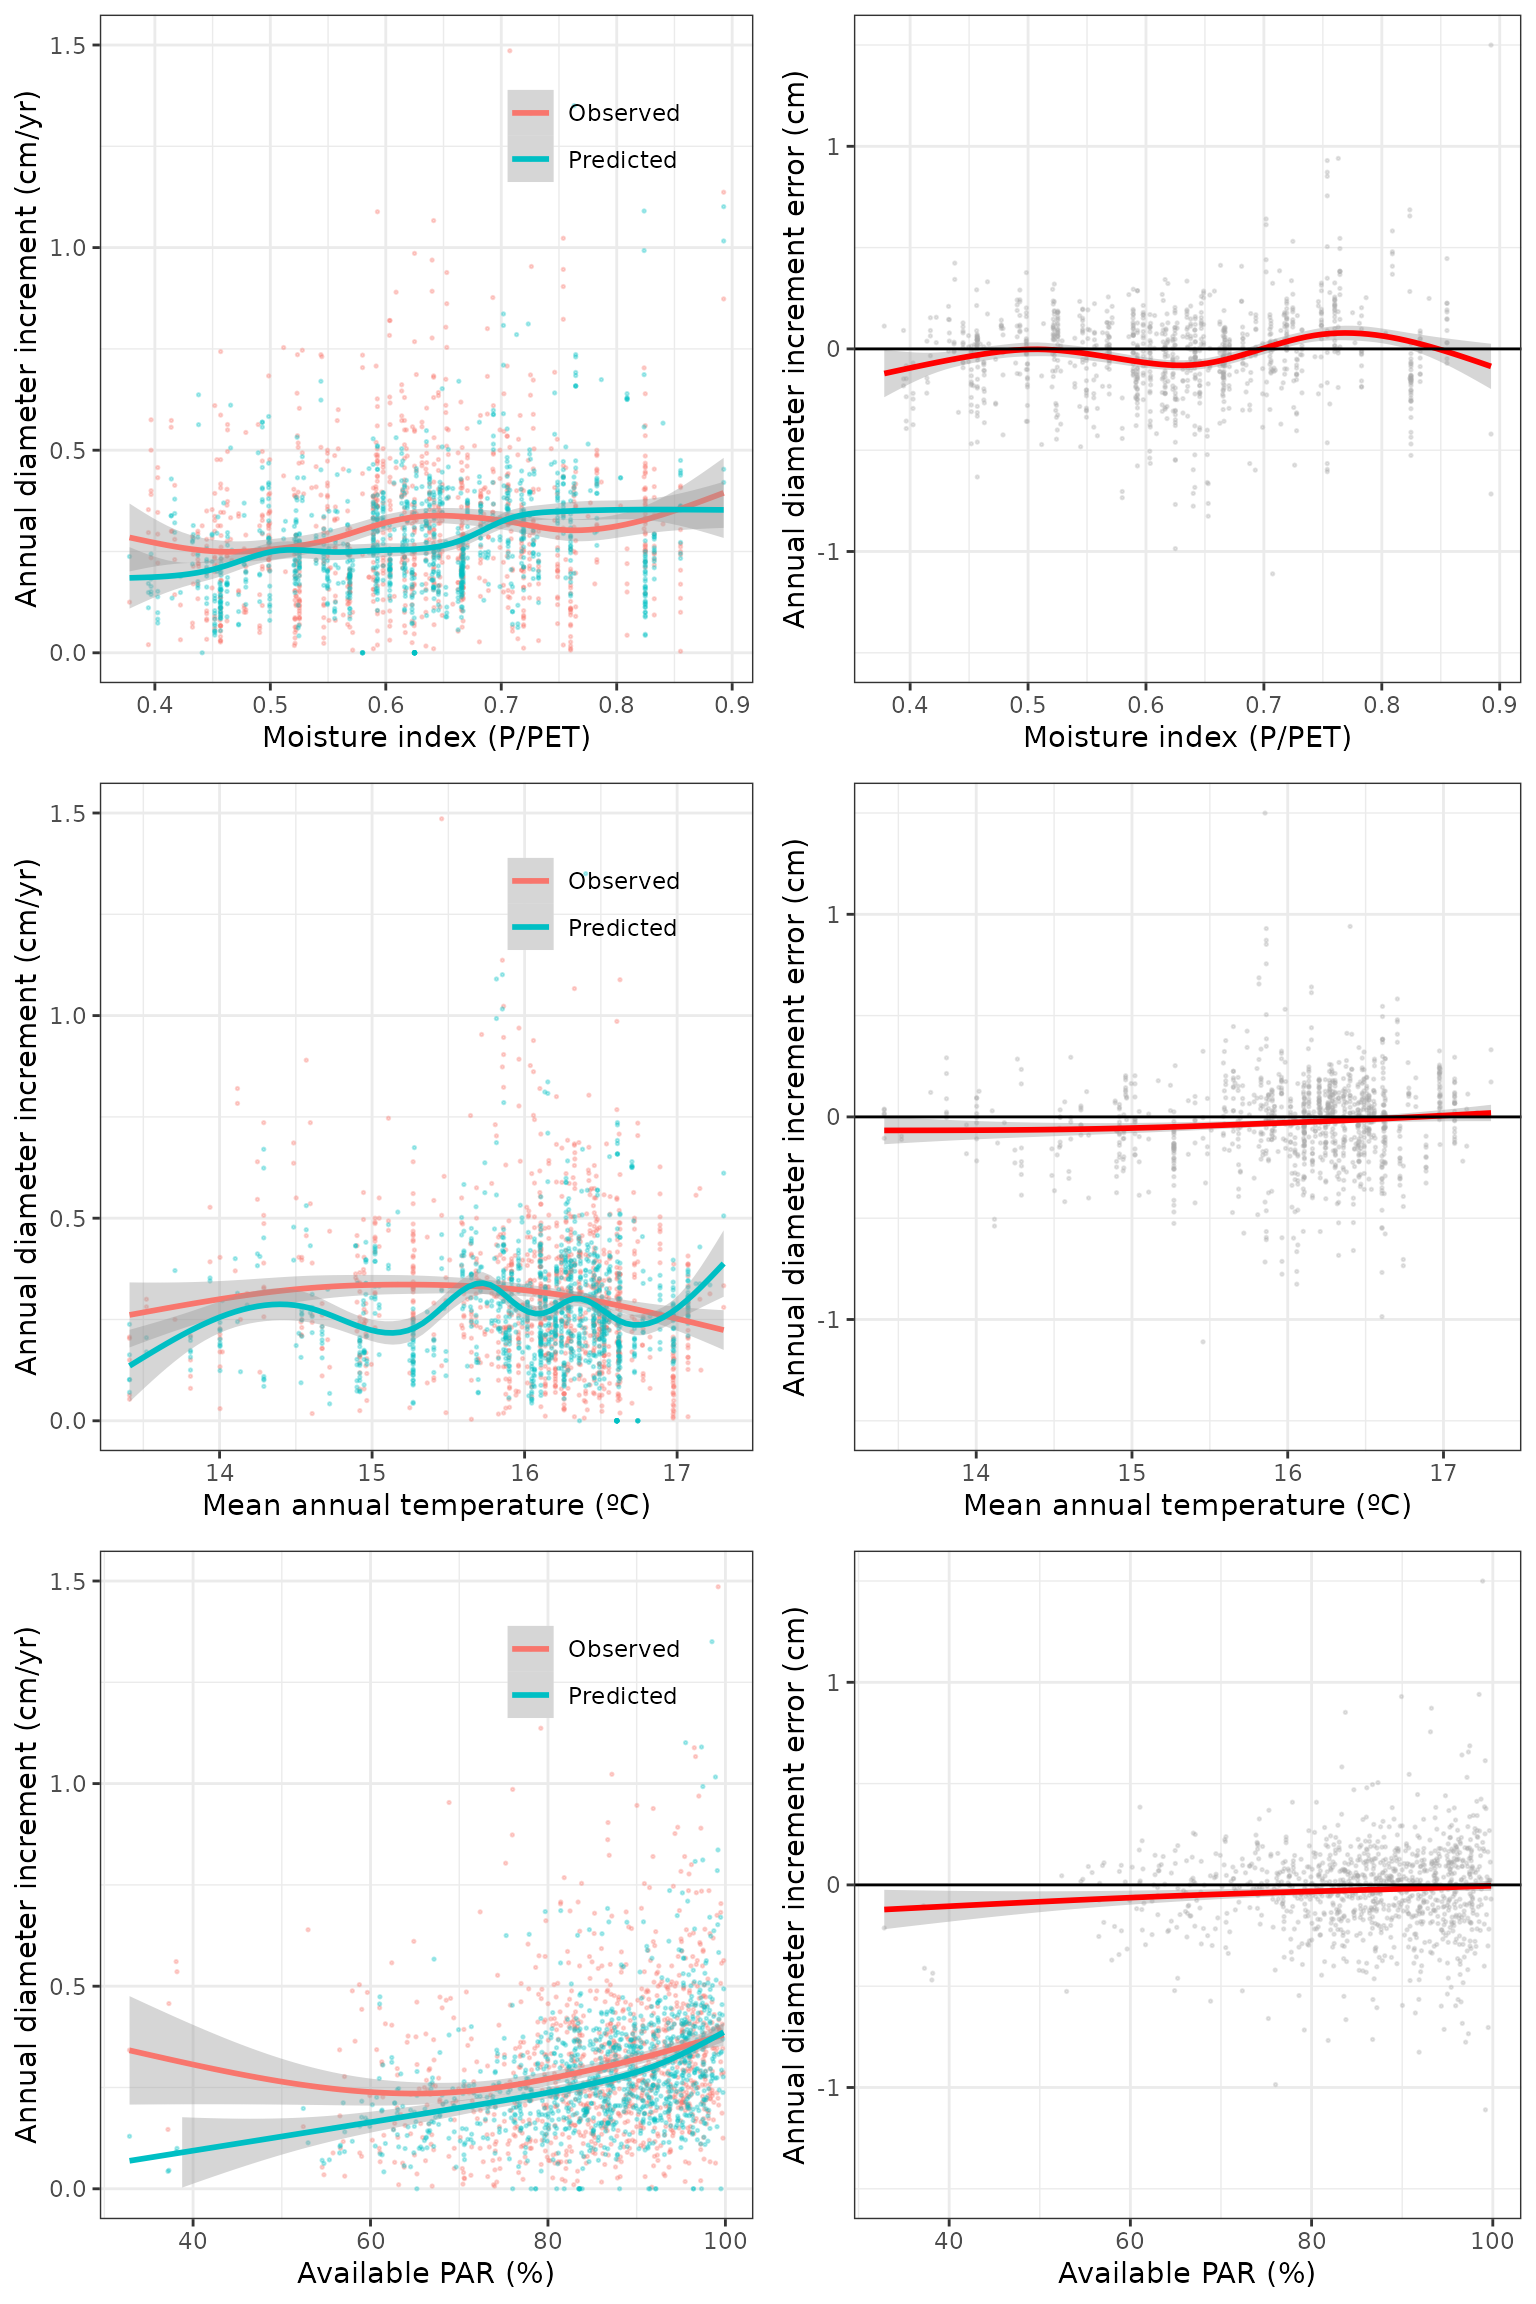 Annual diameter increment (cm/yr)
1.5
1.0
0.5
0.0
Observed
Predicted
0.4 0.5 0.6 0.7 0.8 0.9
Moisture index (P/PET)
Annual diameter increment error (cm)
1
0
-1
0.4 0.5 0.6 0.7 0.8 0.9
Moisture index (P/PET)
Annual diameter increment (cm/yr)
1.5
1.0
0.5
0.0
Observed
Predicted
14 15 16 17
Mean annual temperature (ºC)
Annual diameter increment error (cm)
1
0
-1
14 15 16 17
Mean annual temperature (ºC)
Annual diameter increment (cm/yr)
1.5
1.0
0.5
0.0
Observed
Predicted
40 60 80 100
Available PAR (%)
Annual diameter increment error (cm)
1
0
-1
40 60 80 100
Available PAR (%)